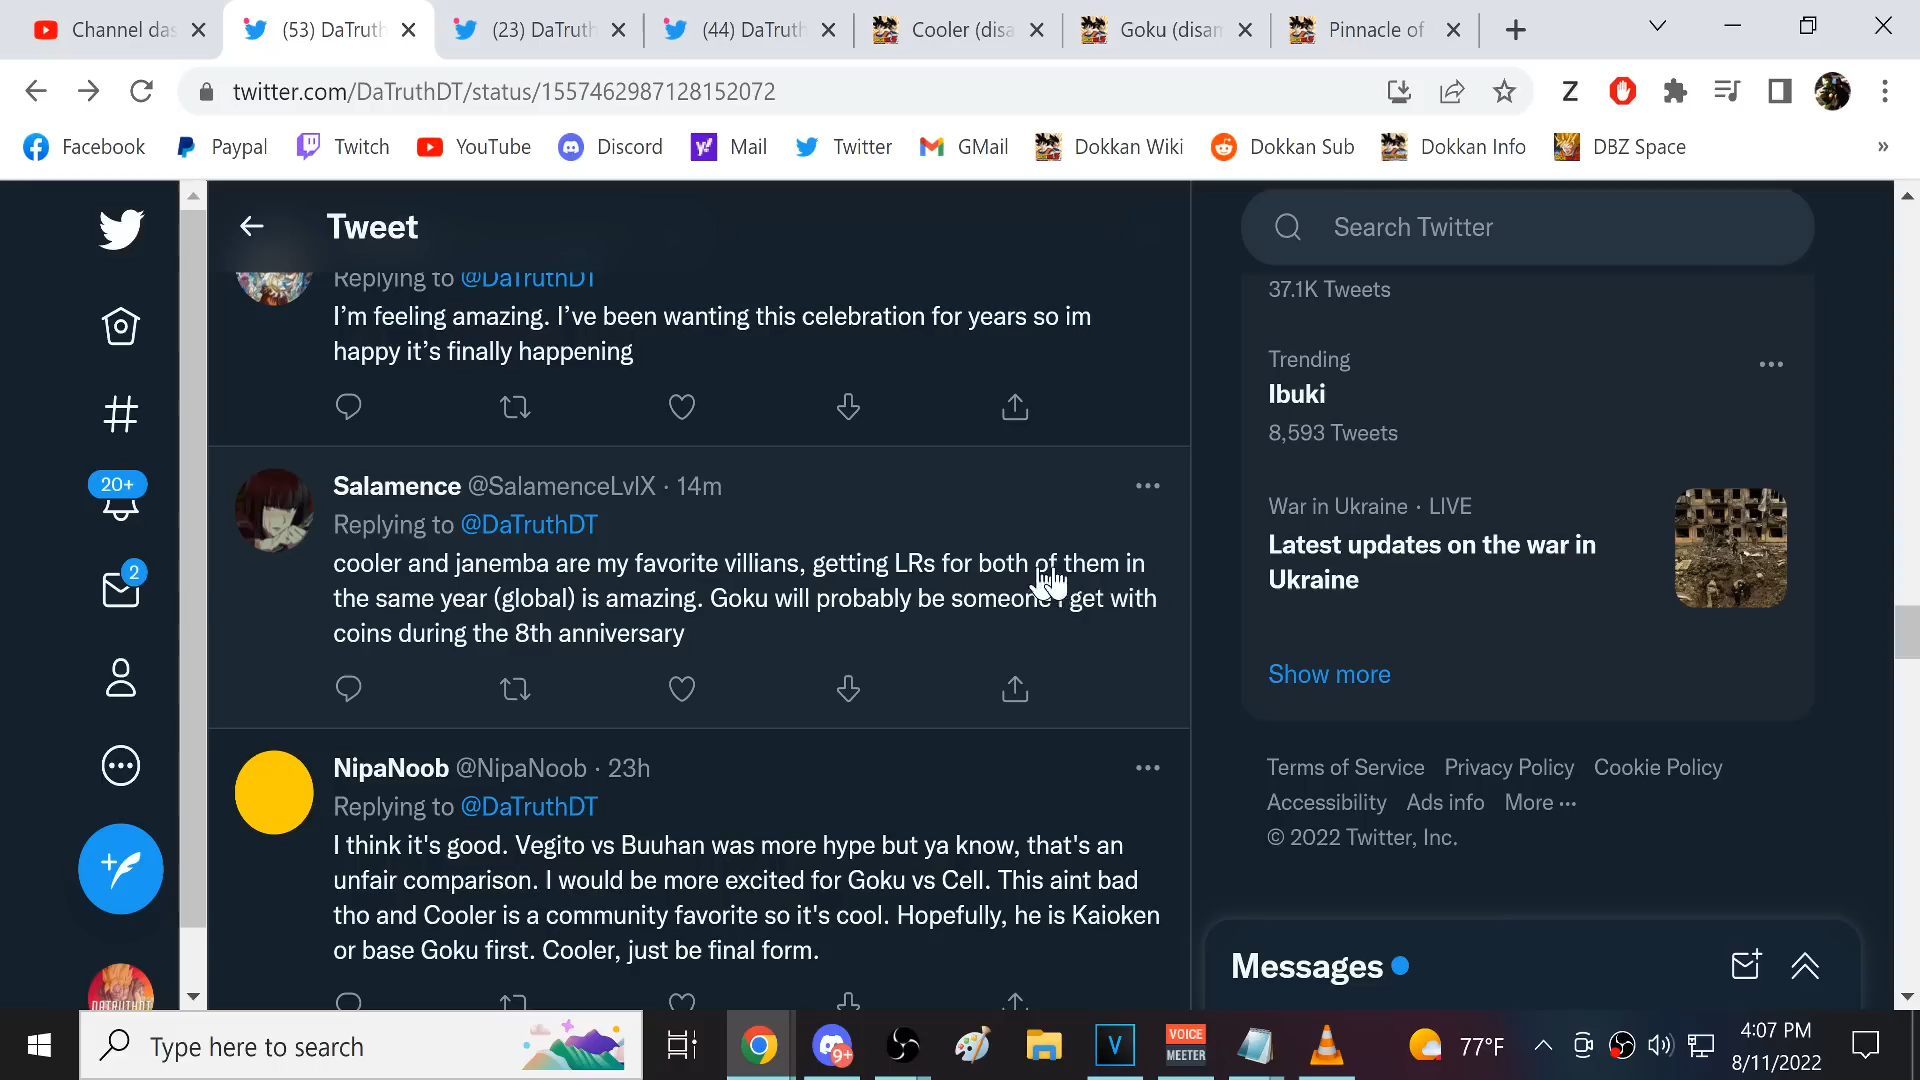 Channel das
(53) DaTruth
(23) DaTruth
(44) DaTruth
Cooler (disa
Goku (disam
Pinnacle of
twitter.com/DaTruthDT/status/1557462987128152072
Z
Facebook
Paypal
Twitch
YouTube
Discord
Mail
Twitter
GMail
Dokkan Wiki
Dokkan Sub
Dokkan Info
DBZ Space
»
20+
2
Tweet
Replying to @DaTruthDT
I’m feeling amazing. I’ve been wanting this celebration for years so im
happy it’s finally happening
Salamence @SalamenceLvlX · 14m
Replying to @DaTruthDT
cooler and janemba are my favorite villians, getting LRs for both of them in
the same year (global) is amazing. Goku will probably be someone I get with
coins during the 8th anniversary
NipaNoob @NipaNoob · 23h
Replying to @DaTruthDT
I think it's good. Vegito vs Buuhan was more hype but ya know, that's an
unfair comparison. I would be more excited for Goku vs Cell. This aint bad
tho and Cooler is a community favorite so it's cool. Hopefully, he is Kaioken
or base Goku first. Cooler, just be final form.
Search Twitter
37.1K Tweets
Trending
Ibuki
8,593 Tweets
War in Ukraine · LIVE
Latest updates on the war in
Ukraine
Show more
Terms of Service Privacy Policy Cookie Policy
Accessibility Ads info More ···
© 2022 Twitter, Inc.
Messages
DATRUTHDT
Type here to search
9+
V
VOICE
MEETER
77°F
4:07 PM
8/11/2022